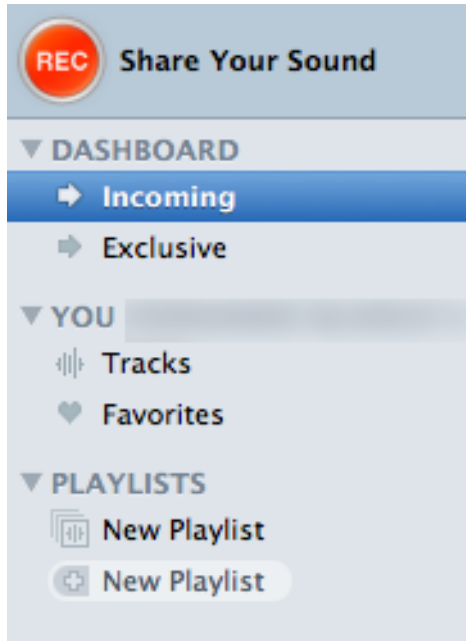 REC Share Your Sound
DASHBOARD
Incoming
Exclusive
YOU
Tracks
Favorites
PLAYLISTS
New Playlist
New Playlist